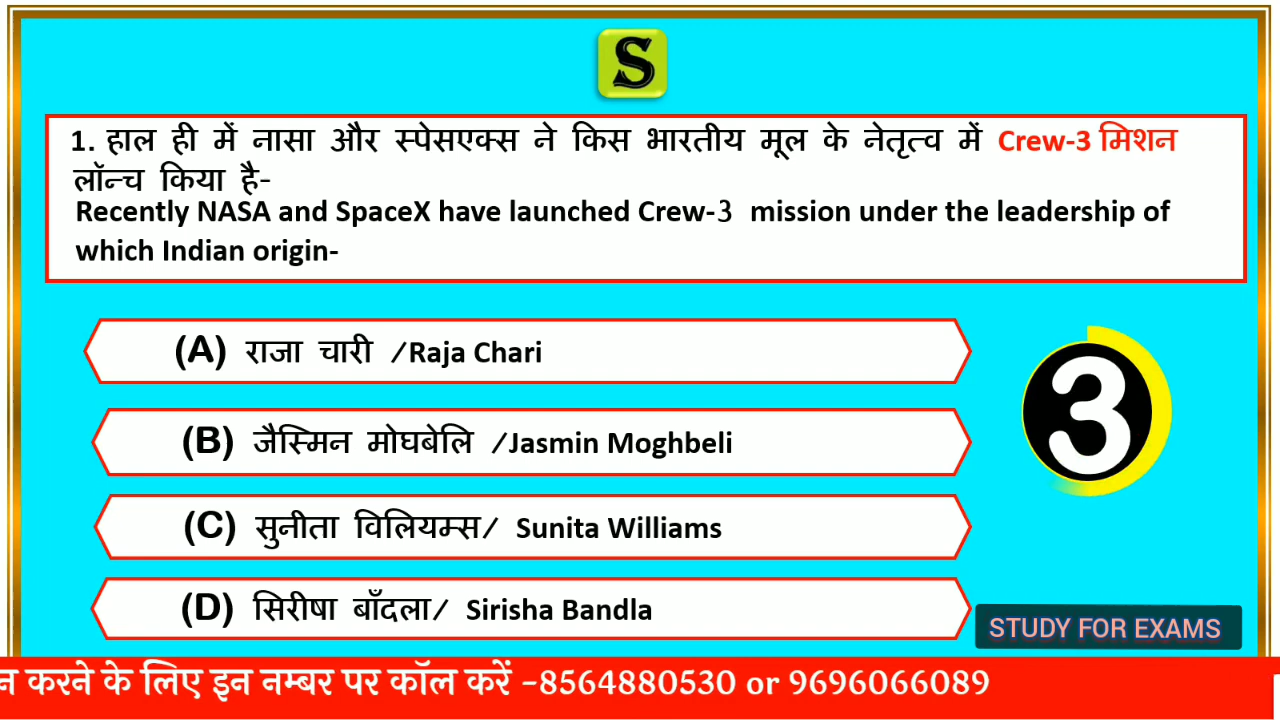 S
1. हाल ही में नासा और स्पेसएक्स ने किस भारतीय मूल के नेतृत्व में Crew-3 मिशन
लॉन्च किया है-
Recently NASA and SpaceX have launched Crew-3 mission under the leadership of
which Indian origin-
(A) राजा चारी /Raja Chari
3
(B) जैस्मिन मोघबेलि /Jasmin Moghbeli
(C) सुनीता विलियम्स/ Sunita Williams
(D) सिरीषा बाँदला/ Sirisha Bandla
STUDY FOR EXAMS
न करने के लिए इन नम्बर पर कॉल करें -8564880530 or 9696066089